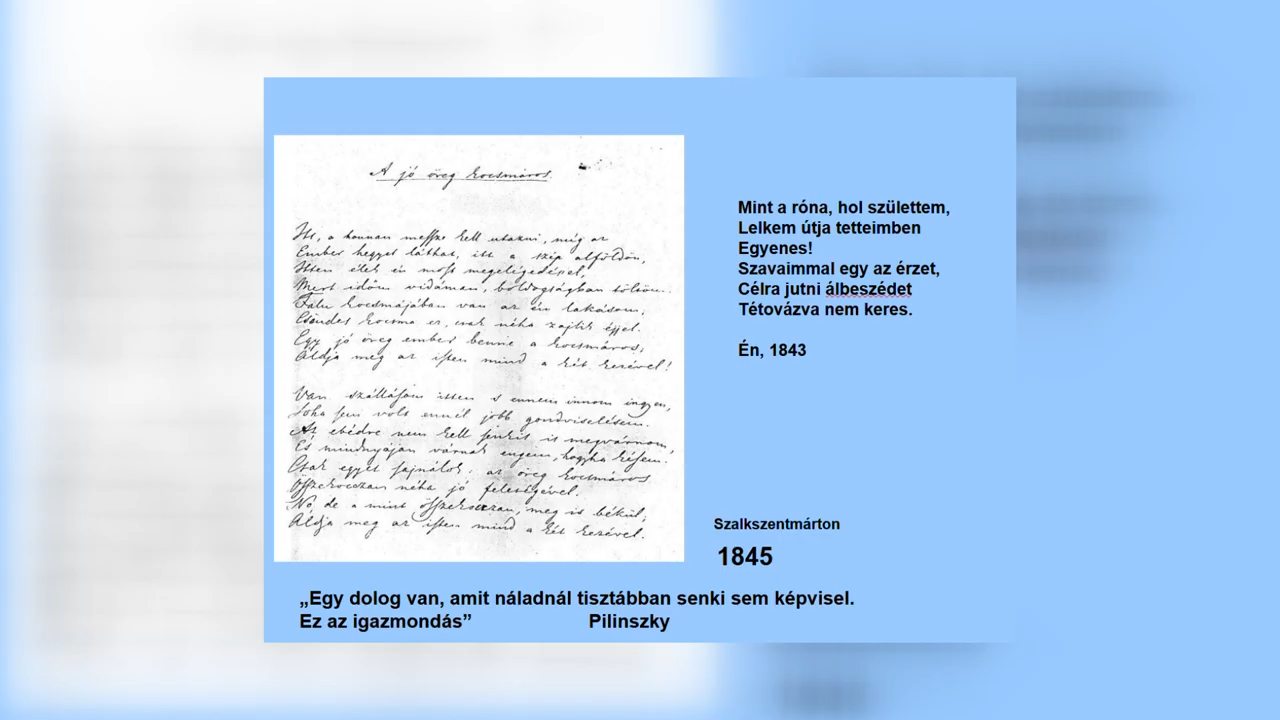 A jó öreg kocsmáros.
Itt, a honnan messze kell utazni, míg az
Ember hegyet láthat, itt a szép alföldön,
Itten élek én most megelégedéssel,
Mert időm vidáman, boldogságban töltöm.
Falu kocsmájában van az én lakásom;
Csendes kocsma ez, csak néha zajlik éjjel.
Egy jó öreg ember benne a kocsmáros,
Áldja meg az isten mind a két kezével!
Van szállásom itten s ennem innom ingyen,
Soha sem volt ennél jobb gondviselésem.
Az ebédre nem kell senkit is megvárnom
És mindnyájan várnak engem, hogyha késem.
Csak egyet sajnálok: az öreg kocsmáros
Összekoczczan néha jó feleségével.
No de a mint összekoczczan, meg is békül;
Áldja meg az isten mind a két kezével.
Mint a róna, hol születtem,
Lelkem útja tetteimben
Egyenes!
Szavaimmal egy az érzet,
Célra jutni álbeszédet
Tétovázva nem keres.
Én, 1843
Szalkszentmárton
1845
„Egy dolog van, amit náladnál tisztábban senki sem képvisel.
Ez az igazmondás” Pilinszky